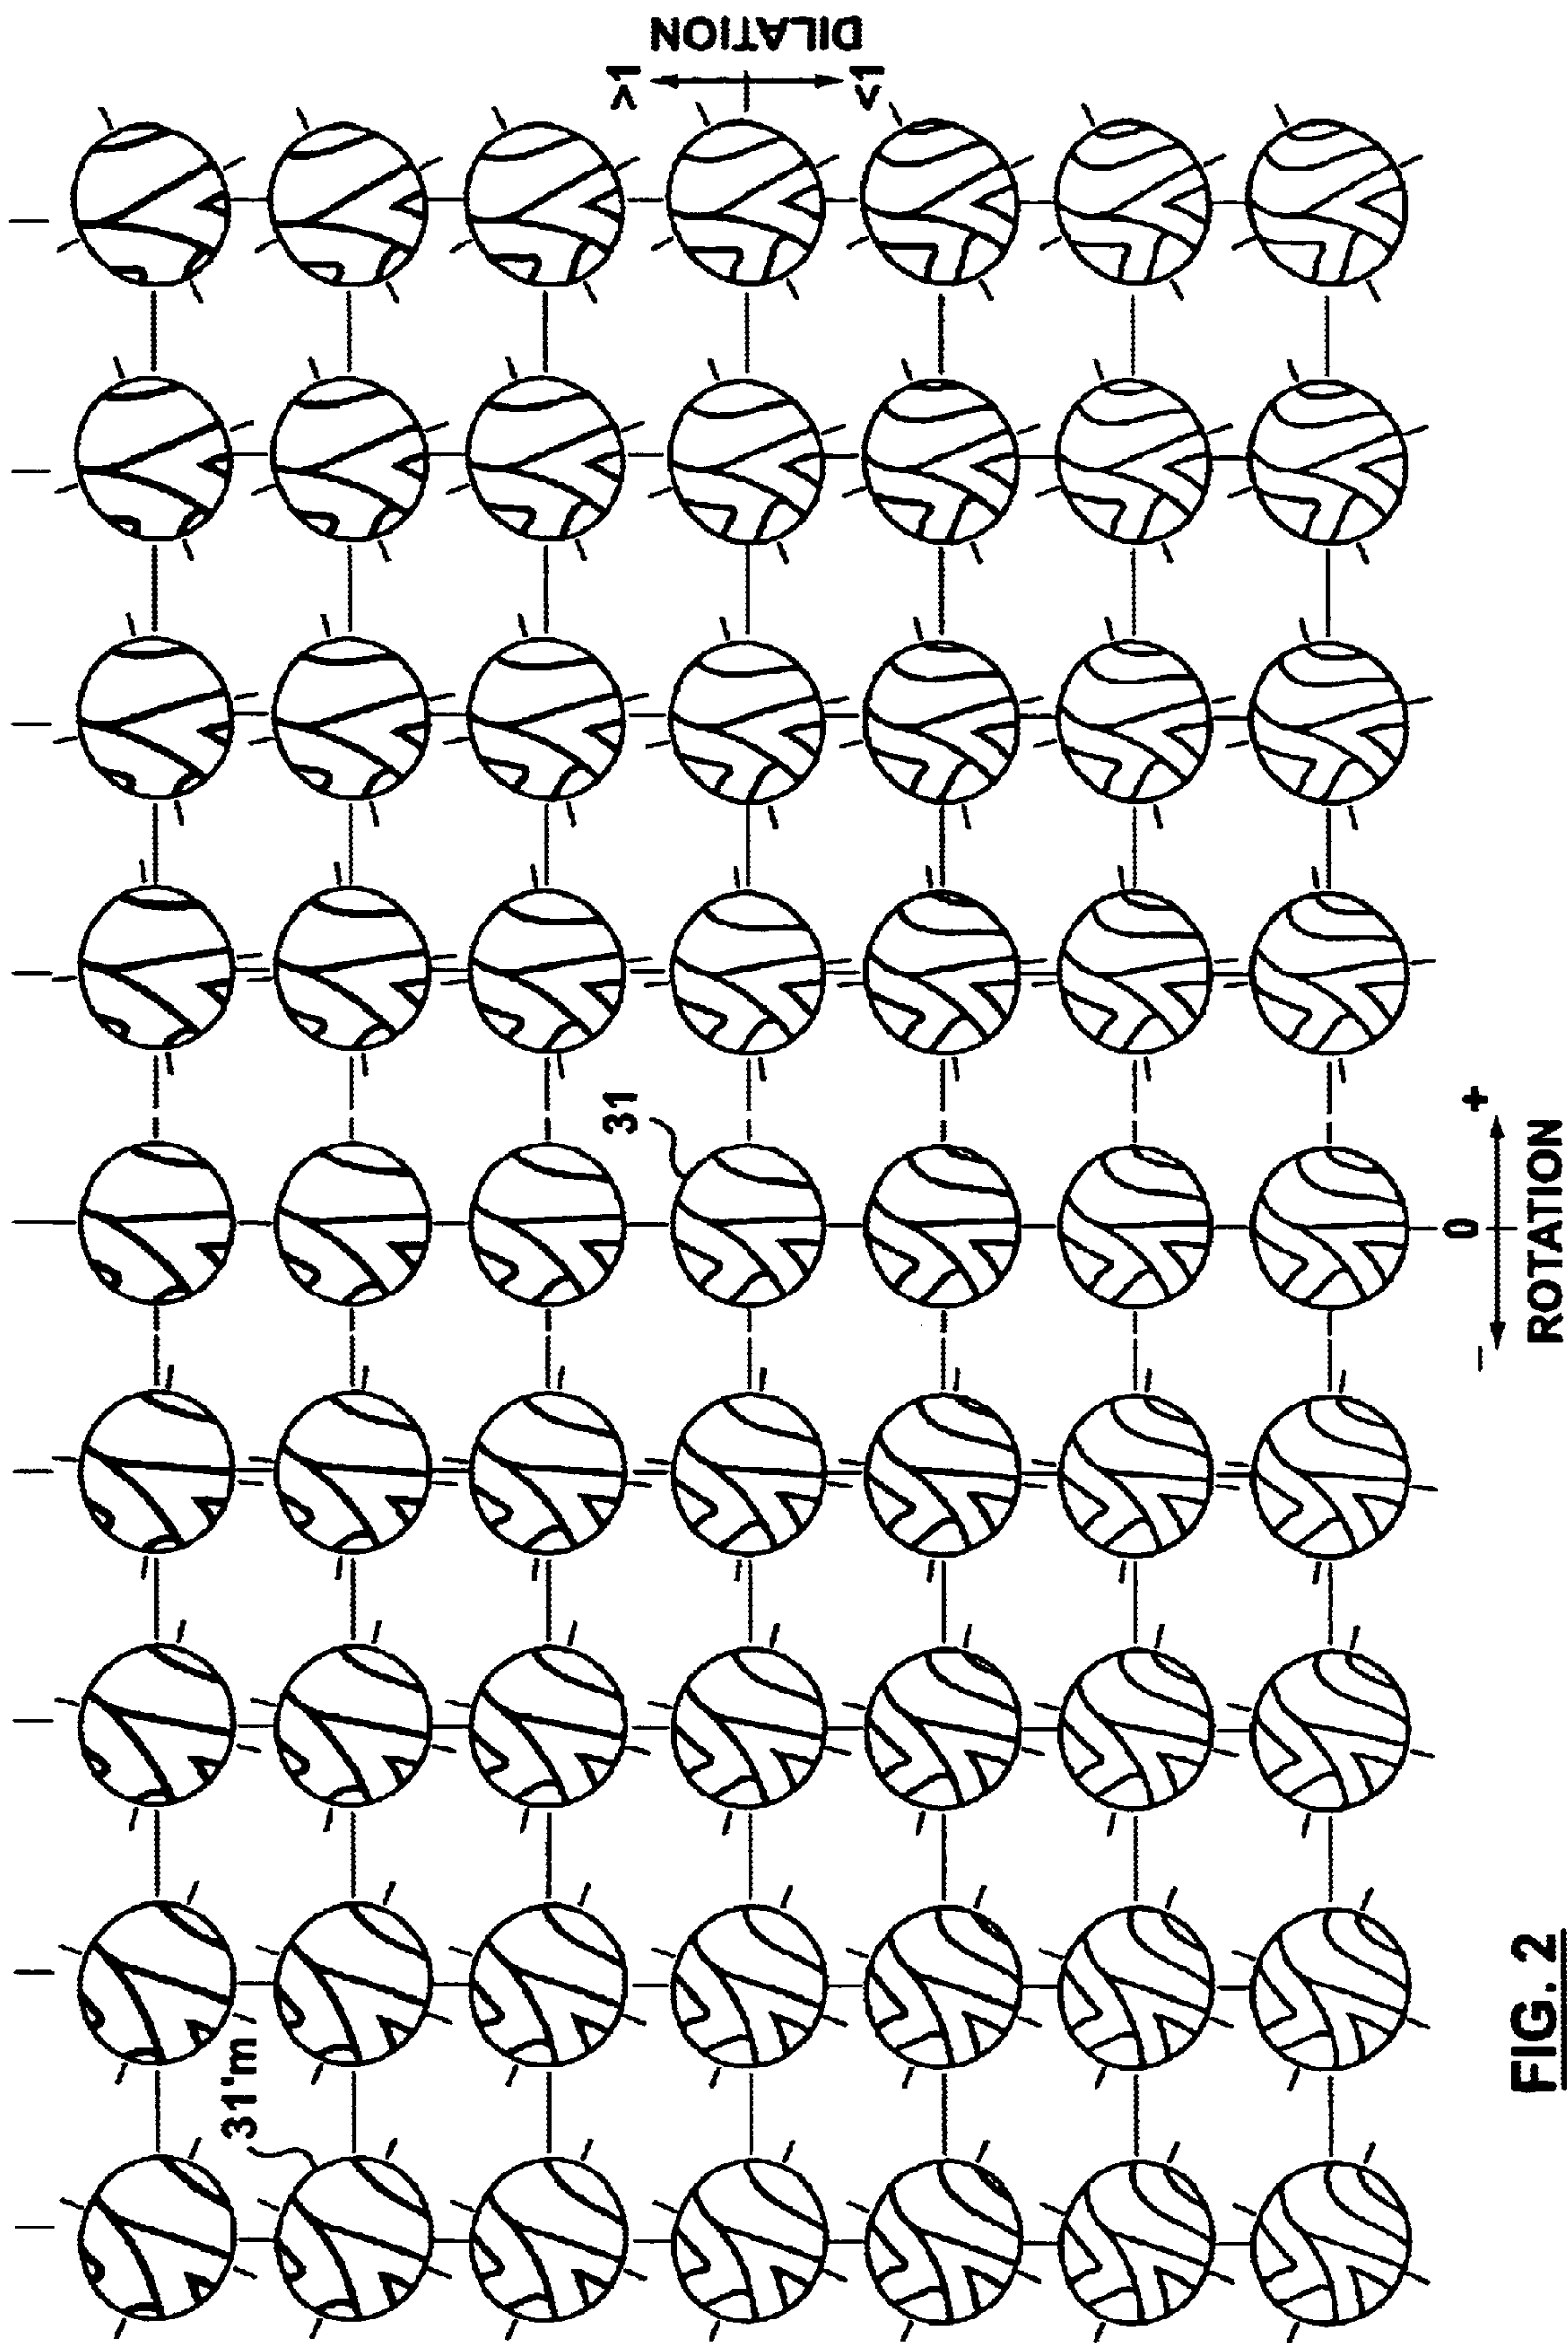 31'm
31
>1
DILATION
<1
– 0 +
ROTATION
FIG. 2